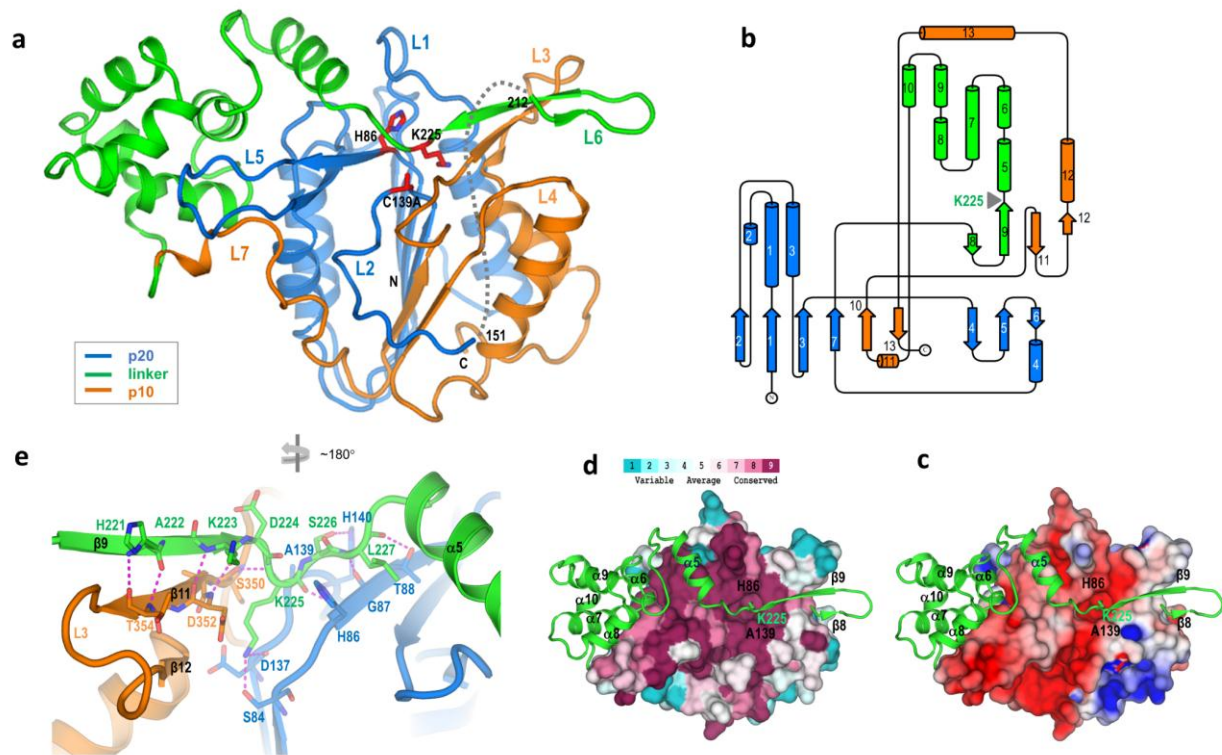 a
L1
L3
212
H86
K225
L6
L5
C139A
L4
L7
L2
N
151
C
p20
linker
p10
b
13
10
9
6
7
8
5
12
K225
2
1
3
8
9
11
12
10
2
1
3
7
13
11
C
4
5
6
4
N
~180°
e
H221
A222
K223
D224
S226
H140
β9
A139
L227
α5
S350
T88
β11
K225
G87
L3
T354
D352
H86
β12
D137
S84
d
1 2 3 4 5 6 7 8 9
Variable Average Conserved
α5
α9
α6
H86
β9
α10
α7
K225
α8
A139
β8
c
α5
α9
α6
H86
β9
α10
α7
K225
α8
A139
β8